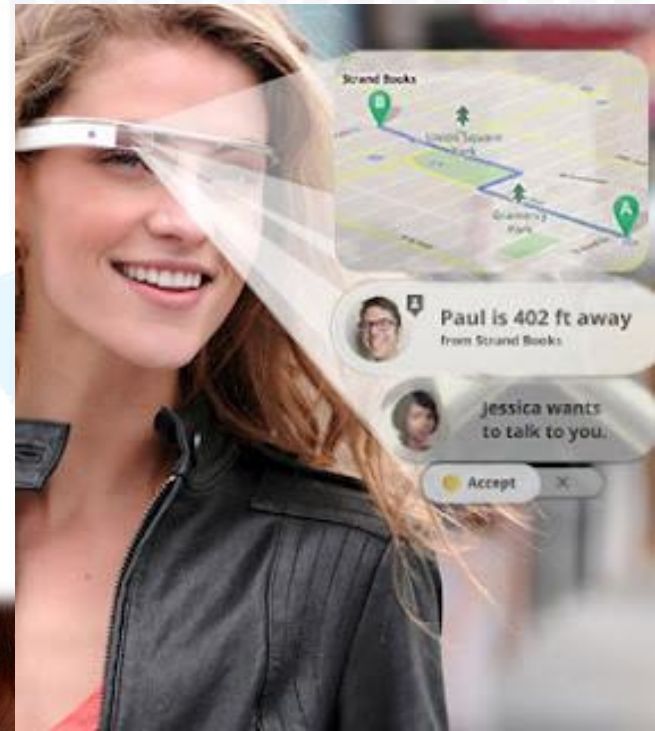 Strand Books
B
Union Square
Park
Gramercy
Park
A
Paul is 402 ft away
from Strand Books
Jessica wants
to talk to you.
Accept
X